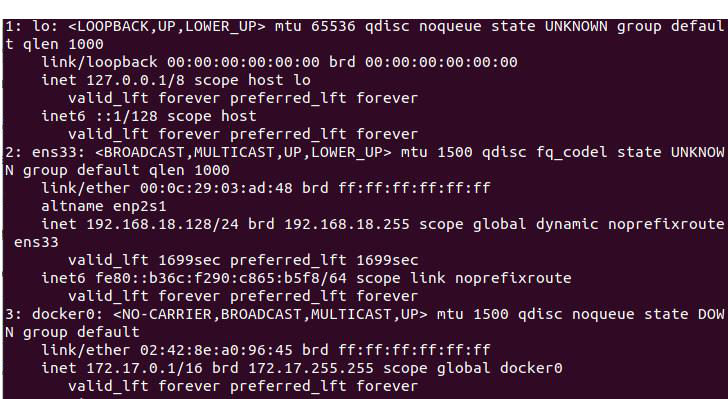 1: lo: <LOOPBACK,UP,LOWER_UP> mtu 65536 qdisc noqueue state UNKNOWN group defaul
t qlen 1000
    link/loopback 00:00:00:00:00:00 brd 00:00:00:00:00:00
    inet 127.0.0.1/8 scope host lo
       valid_lft forever preferred_lft forever
    inet6 ::1/128 scope host
       valid_lft forever preferred_lft forever
2: ens33: <BROADCAST,MULTICAST,UP,LOWER_UP> mtu 1500 qdisc fq_codel state UNKNOW
N group default qlen 1000
    link/ether 00:0c:29:03:ad:48 brd ff:ff:ff:ff:ff:ff
    altname enp2s1
    inet 192.168.18.128/24 brd 192.168.18.255 scope global dynamic noprefixroute
 ens33
       valid_lft 1699sec preferred_lft 1699sec
    inet6 fe80::b36c:f290:c865:b5f8/64 scope link noprefixroute
       valid_lft forever preferred_lft forever
3: docker0: <NO-CARRIER,BROADCAST,MULTICAST,UP> mtu 1500 qdisc noqueue state DOW
N group default
    link/ether 02:42:8e:a0:96:45 brd ff:ff:ff:ff:ff:ff
    inet 172.17.0.1/16 brd 172.17.255.255 scope global docker0
       valid_lft forever preferred_lft forever